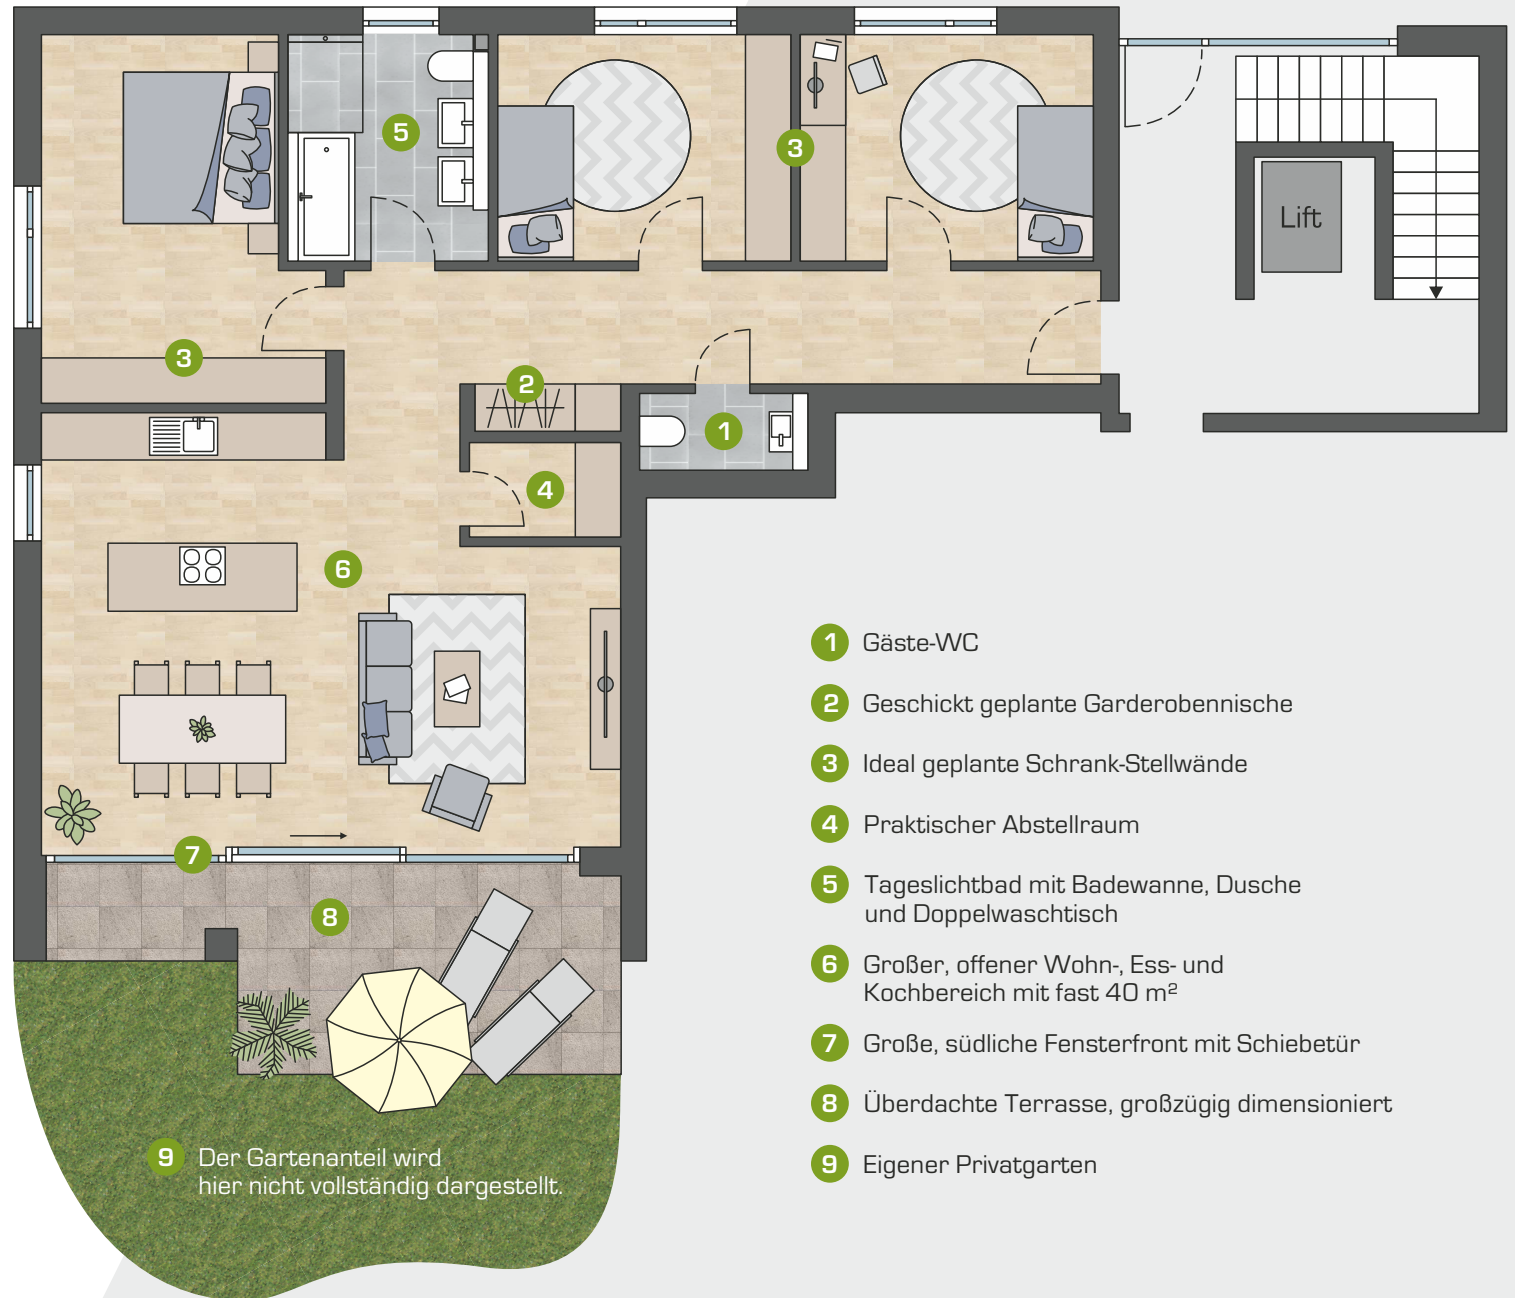 5
3
Lift
3
2
1
4
6
7
8
9 Der Gartenanteil wird
hier nicht vollständig dargestellt.
1 Gäste-WC
2 Geschickt geplante Garderobennische
3 Ideal geplante Schrank-Stellwände
4 Praktischer Abstellraum
5 Tageslichtbad mit Badewanne, Dusche
und Doppelwaschtisch
6 Großer, offener Wohn-, Ess- und
Kochbereich mit fast 40 m²
7 Große, südliche Fensterfront mit Schiebetür
8 Überdachte Terrasse, großzügig dimensioniert
9 Eigener Privatgarten